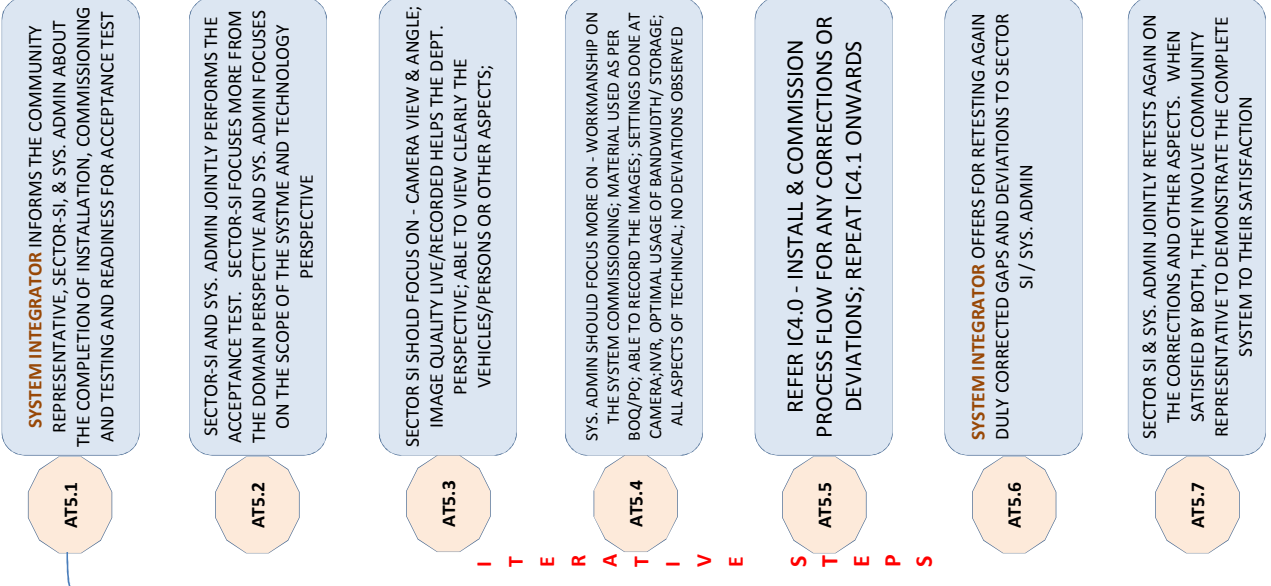 AT5.1
SYSTEM INTEGRATOR INFORMS THE COMMUNITY
REPRESENTATIVE, SECTOR-SI, & SYS. ADMIN ABOUT
THE COMPLETION OF INSTALLATION, COMMISSIONING
AND TESTING AND READINESS FOR ACCEPTANCE TEST
AT5.2
SECTOR-SI AND SYS. ADMIN JOINTLY PERFORMS THE
ACCEPTANCE TEST. SECTOR-SI FOCUSES MORE FROM
THE DOMAIN PERSPECTIVE AND SYS. ADMIN FOCUSES
ON THE SCOPE OF THE SYSTME AND TECHNOLOGY
PERSPECTIVE
AT5.3
SECTOR SI SHOLD FOCUS ON - CAMERA VIEW & ANGLE;
IMAGE QUALITY LIVE/RECORDED HELPS THE DEPT.
PERSPECTIVE; ABLE TO VIEW CLEARLY THE
VEHICLES/PERSONS OR OTHER ASPECTS;
AT5.4
SYS. ADMIN SHOULD FOCUS MORE ON - WORKMANSHIP ON
THE SYSTEM COMMISSIONING; MATERIAL USED AS PER
BOQ/PO; ABLE TO RECORD THE IMAGES; SETTINGS DONE AT
CAMERA;NVR, OPTIMAL USAGE OF BANDWIDTH/ STORAGE;
ALL ASPECTS OF TECHNICAL; NO DEVIATIONS OBSERVED
AT5.5
REFER IC4.0 - INSTALL & COMMISSION
PROCESS FLOW FOR ANY CORRECTIONS OR
DEVIATIONS; REPEAT IC4.1 ONWARDS
AT5.6
SYSTEM INTEGRATOR OFFERS FOR RETESTING AGAIN
DULY CORRECTED GAPS AND DEVIATIONS TO SECTOR
SI / SYS. ADMIN
AT5.7
SECTOR SI & SYS. ADMIN JOINTLY RETESTS AGAIN ON
THE CORRECTIONS AND OTHER ASPECTS. WHEN
SATISFIED BY BOTH, THEY INVOLVE COMMUNITY
REPRESENTATIVE TO DEMONSTRATE THE COMPLETE
SYSTEM TO THEIR SATISFACTION
ITERATIVE STEPS